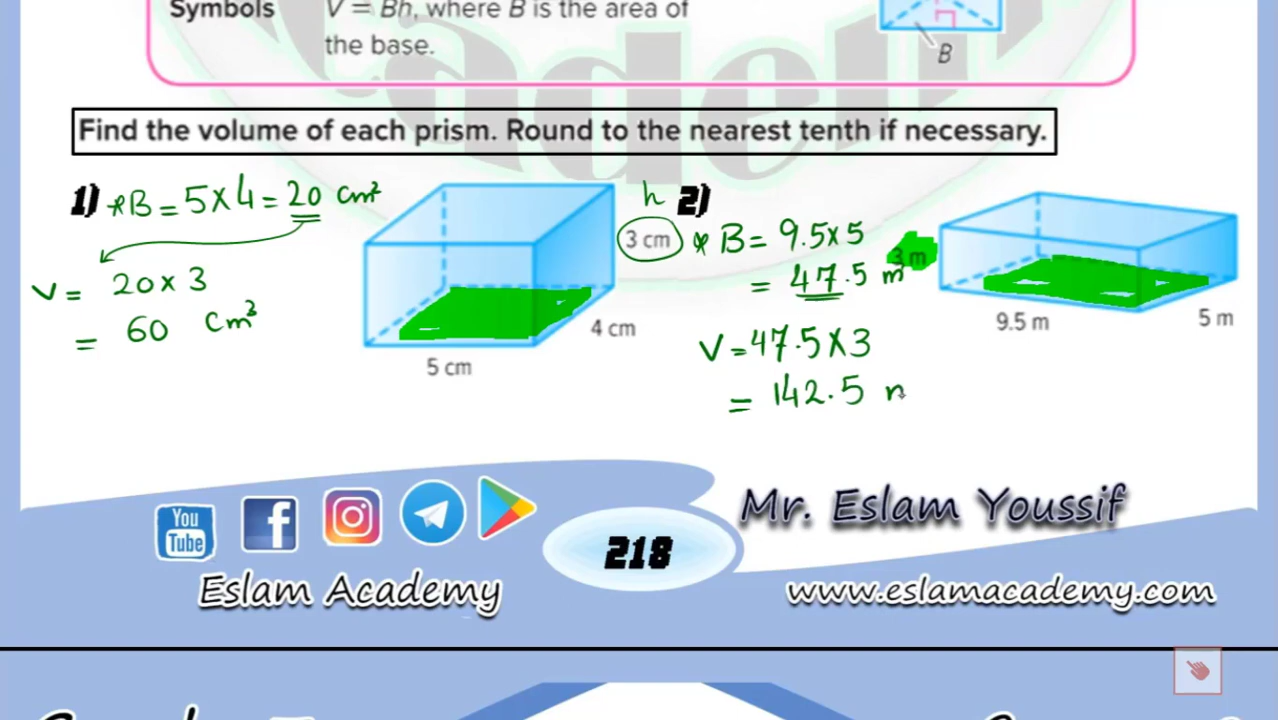 Symbols V = Bh, where B is the area of
the base.
B
Find the volume of each prism. Round to the nearest tenth if necessary.
1) *B = 5 × 4 = 20 cm²
V = 20 × 3
= 60 cm³
h
3 cm
4 cm
5 cm
2)
* B = 9.5 × 5
= 47.5 m²
V = 47.5 × 3
= 142.5
3 m
9.5 m
5 m
You
Tube
Eslam Academy
218
Mr. Eslam Youssif
www.eslamacademy.com